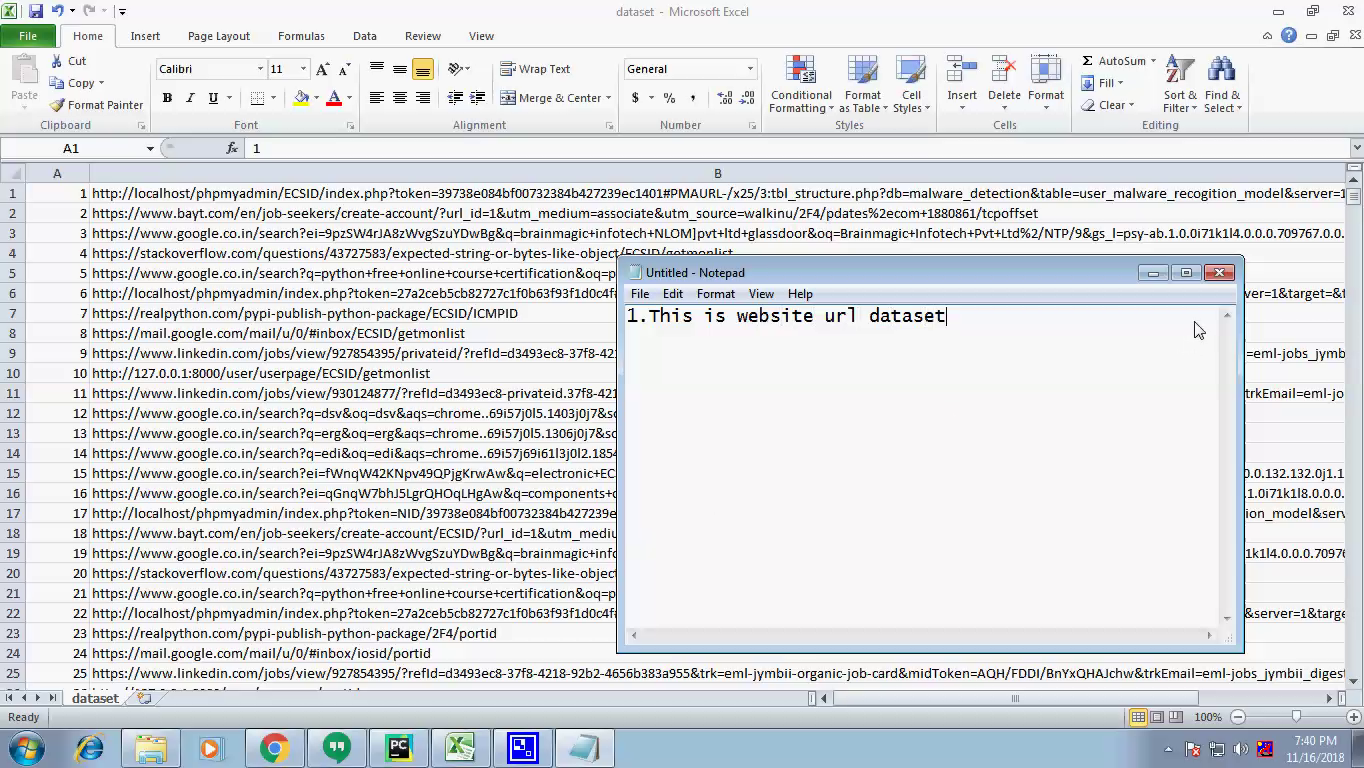 dataset - Microsoft Excel
File Home Insert Page Layout Formulas Data Review View
Paste Cut Copy Format Painter Clipboard
Calibri 11 B I U Font
Wrap Text Merge & Center Alignment
General $ % , Number
Conditional Formatting Format as Table Cell Styles Styles
Insert Delete Format Cells
AutoSum Fill Clear Sort & Filter Find & Select Editing
A1 fx 1
A B
1 1 http://localhost/phpmyadmin/ECSID/index.php?token=39738e084bf00732384b427239ec1401#PMAURL-/x25/3:tbl_structure.php?db=malware_detection&table=user_malware_recogition_model&server=1
2 2 https://www.bayt.com/en/job-seekers/create-account/?url_id=1&utm_medium=associate&utm_source=walkinu/2F4/pdates%2ecom+1880861/tcpoffset
3 3 https://www.google.co.in/search?ei=9pzSW4rJA8zWvgSzuYDwBg&q=brainmagic+infotech+NLOM]pvt+ltd+glassdoor&oq=Brainmagic+Infotech+Pvt+Ltd%2/NTP/9&gs_l=psy-ab.1.0.0i71k1l4.0.0.0.709767.0.0
4 4 https://stackoverflow.com/questions/43727583/expected-string-or-bytes-like-object/ECSID/getmonlist
5 5 https://www.google.co.in/search?q=python+free+online+course+certification&oq=p
6 6 http://localhost/phpmyadmin/index.php?token=27a2ceb5cb82727c1f0b63f93f1d0c4f ver=1&target=&t
7 7 https://realpython.com/pypi-publish-python-package/ECSID/ICMPID
8 8 https://mail.google.com/mail/u/0/#inbox/ECSID/getmonlist
9 9 https://www.linkedin.com/jobs/view/927854395/privateid/?refId=d3493ec8-37f8-421 =eml-jobs_jymb
10 10 http://127.0.0.1:8000/user/userpage/ECSID/getmonlist
11 11 https://www.linkedin.com/jobs/view/930124877/?refId=d3493ec8-privateid.37f8-421 trkEmail=eml-jo
12 12 https://www.google.co.in/search?q=dsv&oq=dsv&aqs=chrome..69i57j0l5.1403j0j7&sc
13 13 https://www.google.co.in/search?q=erg&oq=erg&aqs=chrome..69i57j0l5.1306j0j7&sc
14 14 https://www.google.co.in/search?q=edi&oq=edi&aqs=chrome..69i57j69i61l3j0l2.1854
15 15 https://www.google.co.in/search?ei=fWnqW42KNpv49QPjgKrwAw&q=electronic+EC .0.0.132.132.0j1.1
16 16 https://www.google.co.in/search?ei=qGnqW7bhJ5LgrQHOqLHgAw&q=components+c 1.0i71k1l8.0.0.0.
17 17 http://localhost/phpmyadmin/index.php?token=NID/39738e084bf00732384b427239e ion_model&serv
18 18 https://www.bayt.com/en/job-seekers/create-account/ECSID/?url_id=1&utm_mediu
19 19 https://www.google.co.in/search?ei=9pzSW4rJA8zWvgSzuYDwBg&q=brainmagic+info 71k1l4.0.0.0.7097
20 20 https://stackoverflow.com/questions/43727583/expected-string-or-bytes-like-object
21 21 https://www.google.co.in/search?q=python+free+online+course+certification&oq=p
22 22 http://localhost/phpmyadmin/index.php?token=27a2ceb5cb82727c1f0b63f93f1d0c4f &server=1&targe
23 23 https://realpython.com/pypi-publish-python-package/2F4/portid
24 24 https://mail.google.com/mail/u/0/#inbox/iosid/portid
25 25 https://www.linkedin.com/jobs/view/927854395/?refId=d3493ec8-37f8-4218-92b2-4656b383a955&trk=eml-jymbii-organic-job-card&midToken=AQH/FDDI/BnYxQHAJchw&trkEmail=eml-jobs_jymbii_digest
Untitled - Notepad
File Edit Format View Help
1.This is website url dataset
dataset
Ready 100%
7:40 PM
11/16/2018